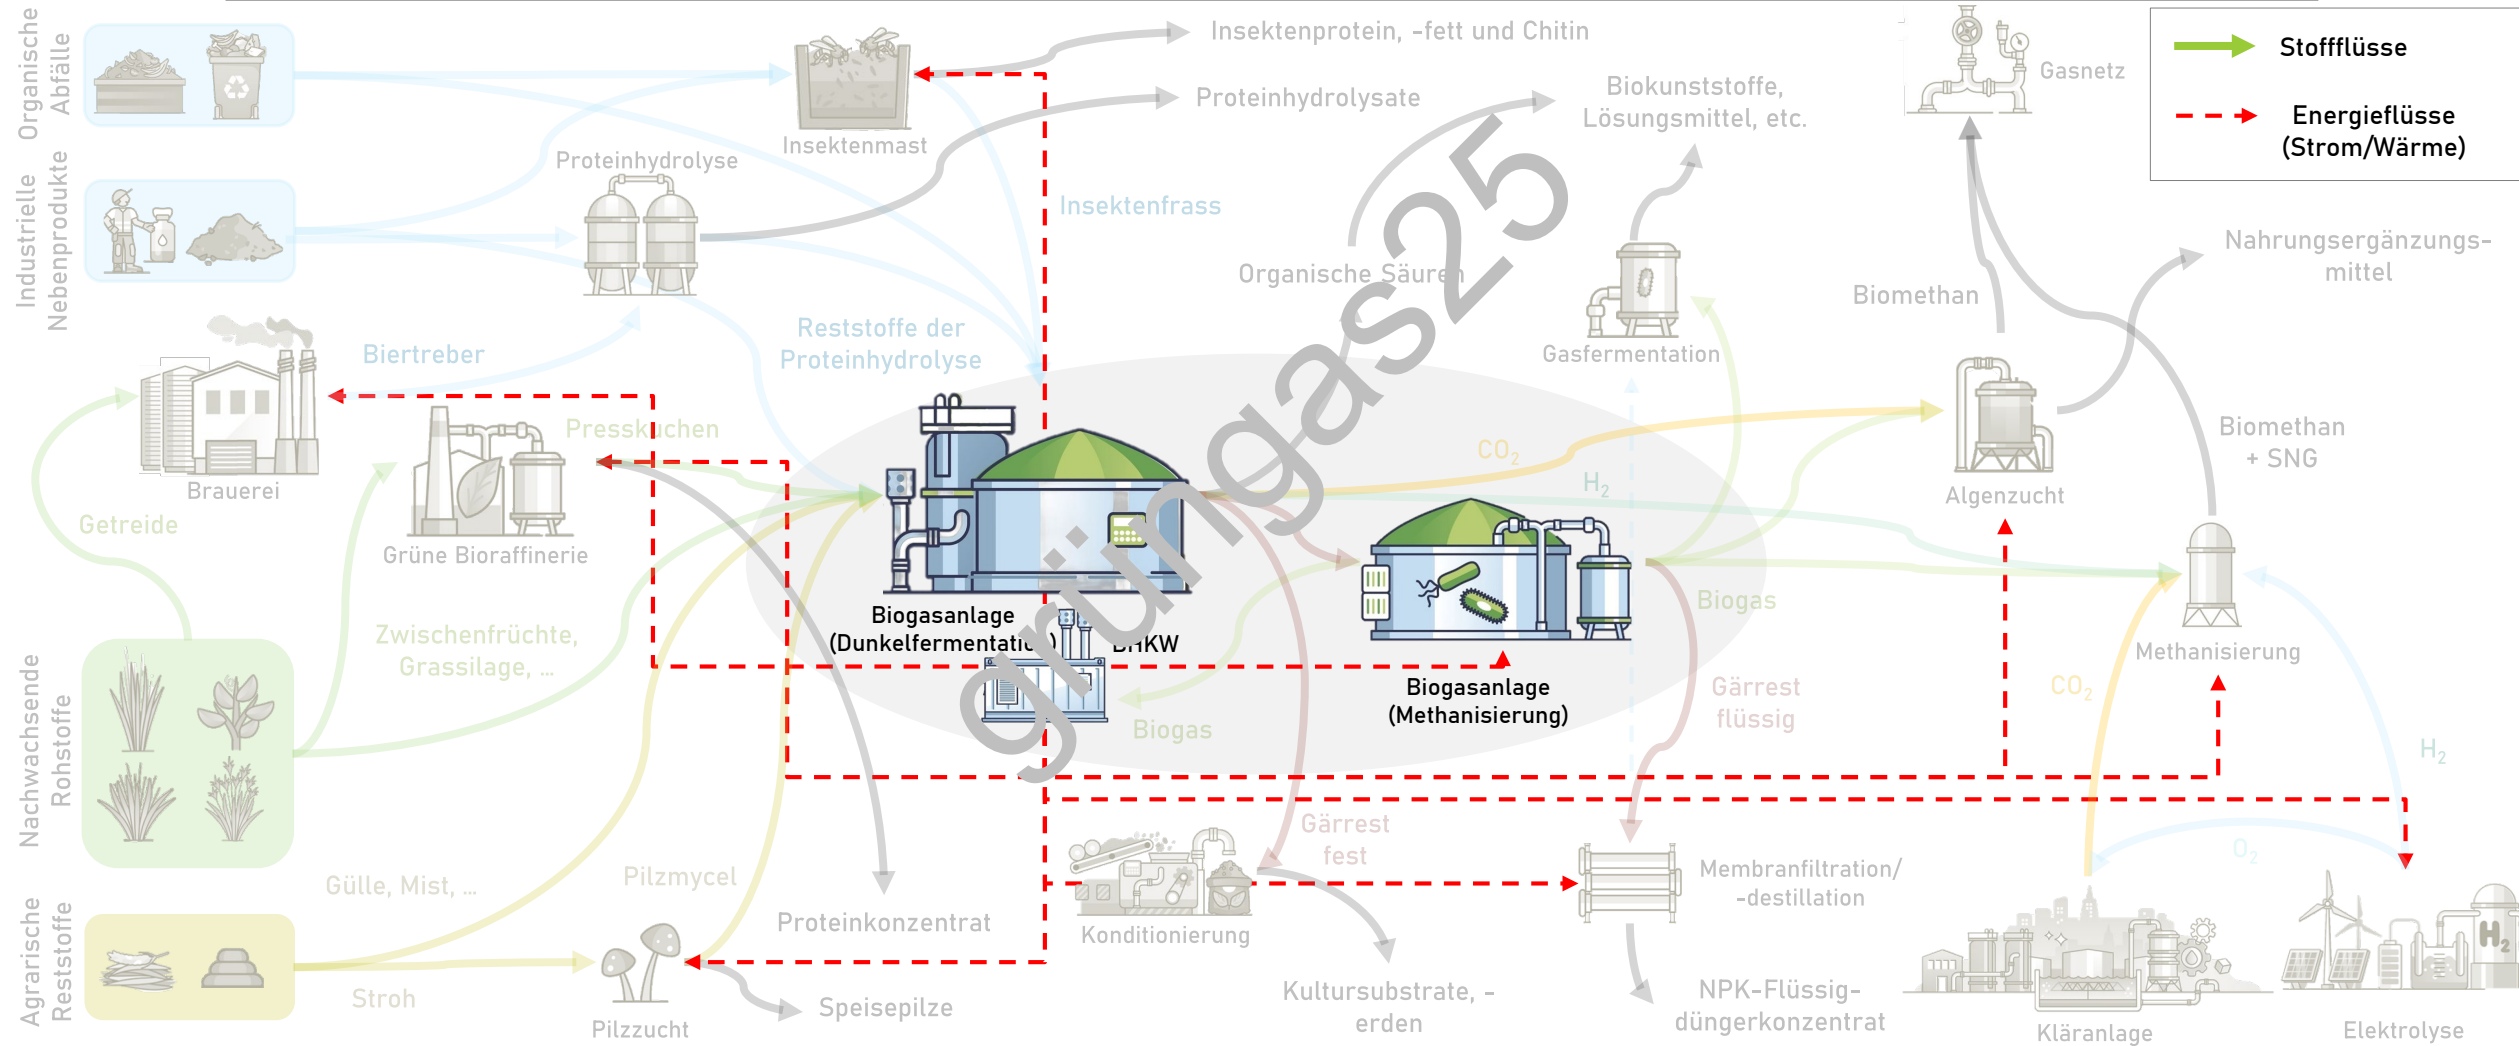 Organische
Abfälle
Industrielle
Nebenprodukte
Nachwachsende
Rohstoffe
Agrarische
Reststoffe
Insektenmast
Insektenprotein, -fett und Chitin
Proteinhydrolysate
Proteinhydrolyse
Insektenfrass
Biokunststoffe,
Lösungsmittel, etc.
Organische Säuren
Gasnetz
Stoffflüsse
Energieflüsse
(Strom/Wärme)
Nahrungsergänzungs-
mittel
Biomethan
Gasfermentation
Reststoffe der
Proteinhydrolyse
Biertreber
Brauerei
Getreide
Presskuchen
Grüne Bioraffinerie
Zwischenfrüchte,
Grassilage, ...
CO2
H2
Algenzucht
Biomethan
+ SNG
Methanisierung
Biogas
Biogasanlage
(Dunkelfermentation)
BHKW
Biogas
Biogasanlage
(Methanisierung)
Gärrest
flüssig
CO2
H2
O2
Gärrest
fest
Gülle, Mist, ...
Pilzmycel
Stroh
Pilzzucht
Speisepilze
Proteinkonzentrat
Konditionierung
Kultursubstrate, -
erden
Membranfiltration/
-destillation
NPK-Flüssig-
düngerkonzentrat
Kläranlage
H2
Elektrolyse
grüngas25